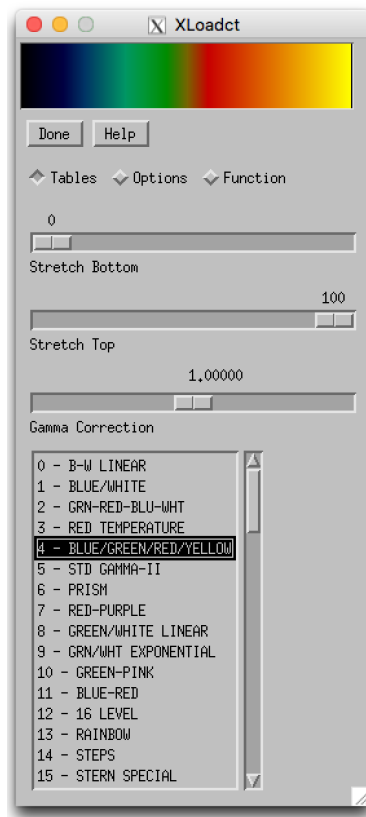 XLoadct
Done Help
Tables Options Function
0
Stretch Bottom
100
Stretch Top
1.00000
Gamma Correction
0 - B-W LINEAR
1 - BLUE/WHITE
2 - GRN-RED-BLU-WHT
3 - RED TEMPERATURE
4 - BLUE/GREEN/RED/YELLOW
5 - STD GAMMA-II
6 - PRISM
7 - RED-PURPLE
8 - GREEN/WHITE LINEAR
9 - GRN/WHT EXPONENTIAL
10 - GREEN-PINK
11 - BLUE-RED
12 - 16 LEVEL
13 - RAINBOW
14 - STEPS
15 - STERN SPECIAL